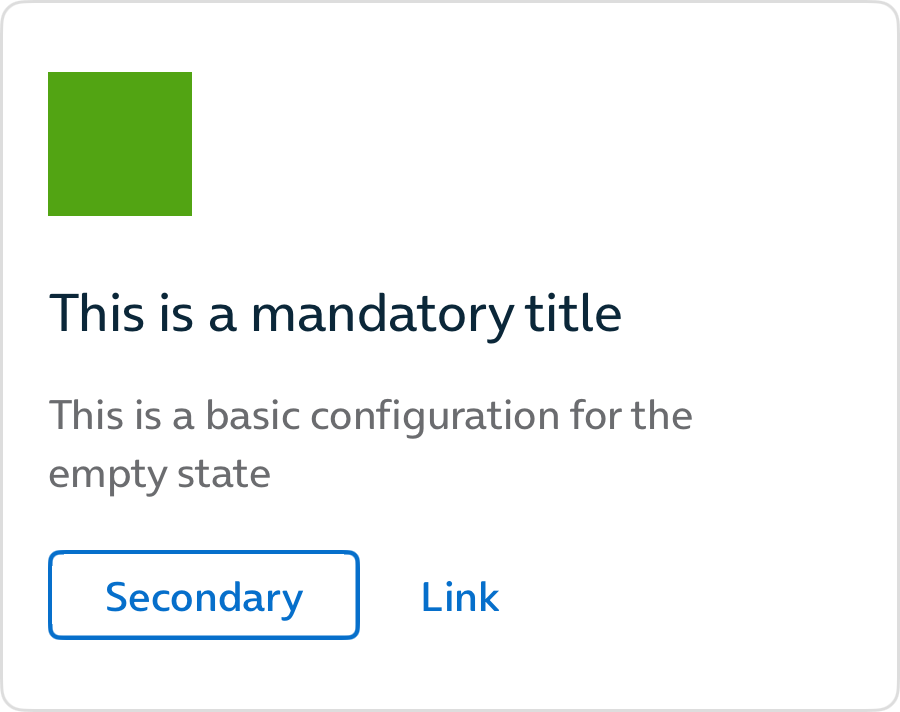 This is a mandatory title
This is a basic configuration for the
empty state
Secondary
Link